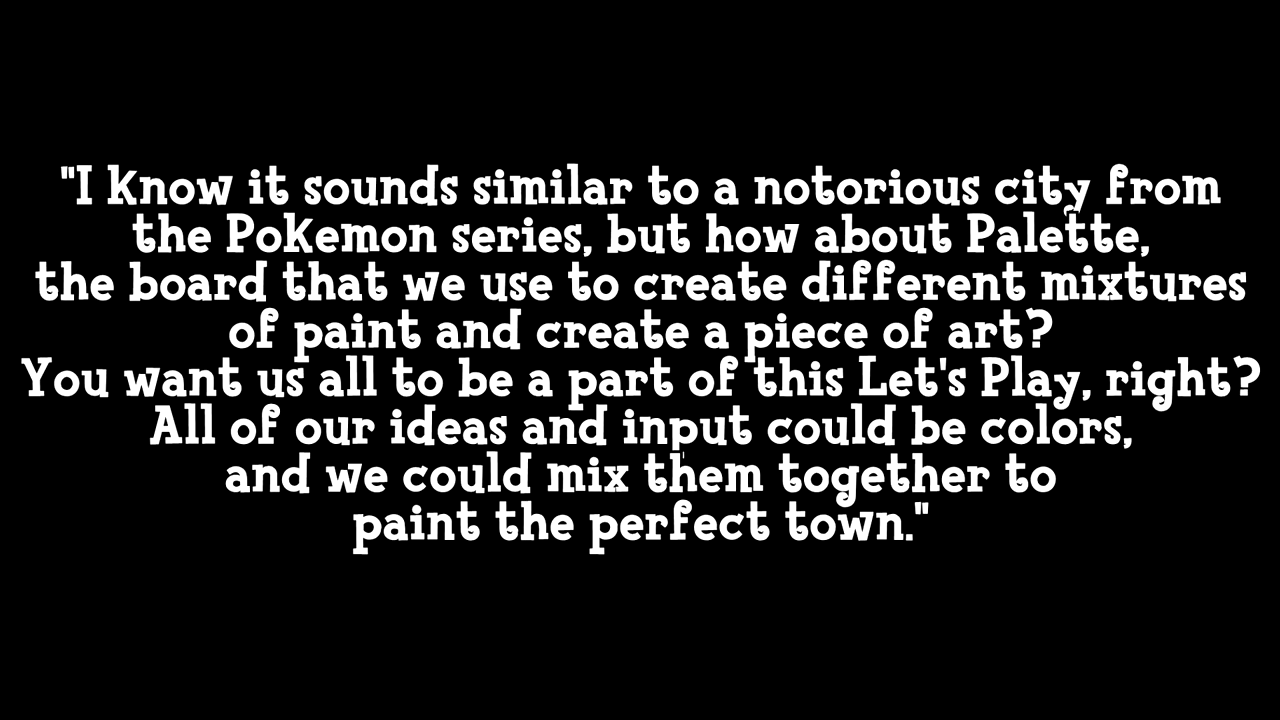 "I know it sounds similar to a notorious city from
the Pokemon series, but how about Palette,
the board that we use to create different mixtures
of paint and create a piece of art?
You want us all to be a part of this Let's Play, right?
All of our ideas and input could be colors,
and we could mix them together to
paint the perfect town."